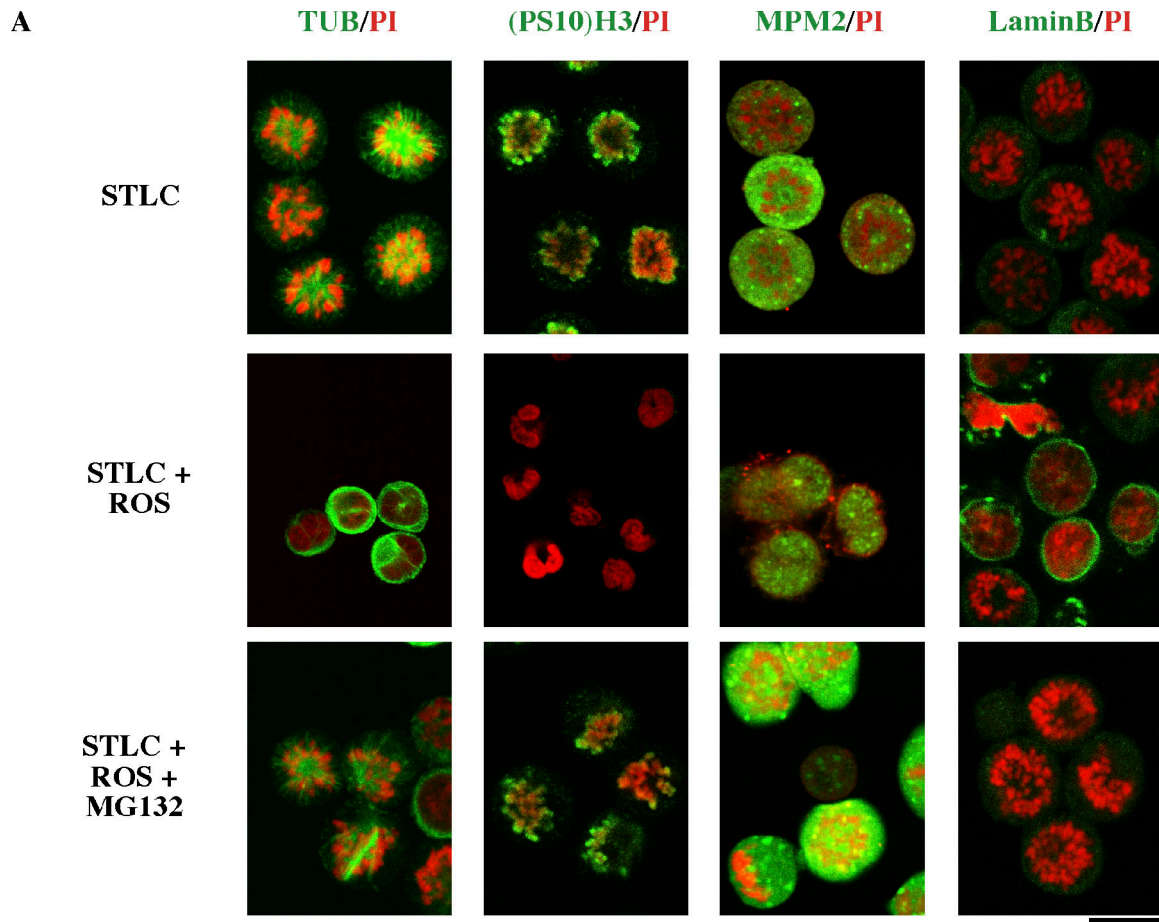 A
TUB/PI (PS10)H3/PI MPM2/PI LaminB/PI
STLC
STLC +
ROS
STLC +
ROS +
MG132